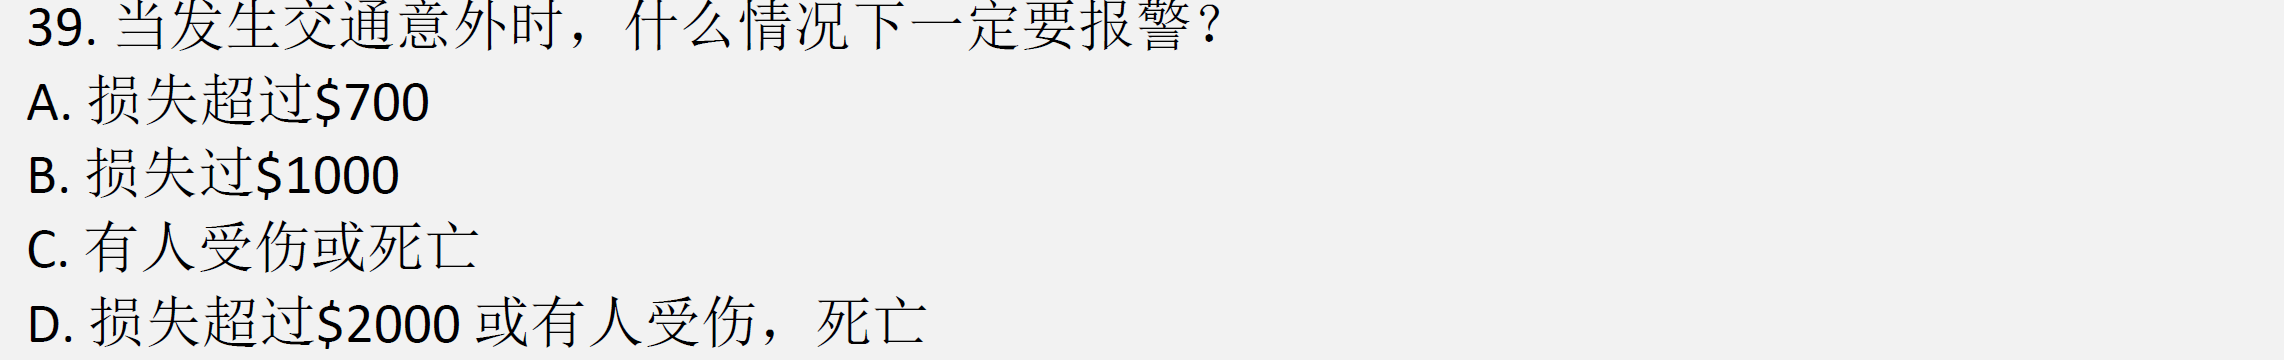 39. 当发生交通意外时，什么情况下一定要报警？
A. 损失超过$700
B. 损失过$1000
C. 有人受伤或死亡
D. 损失超过$2000 或有人受伤，死亡